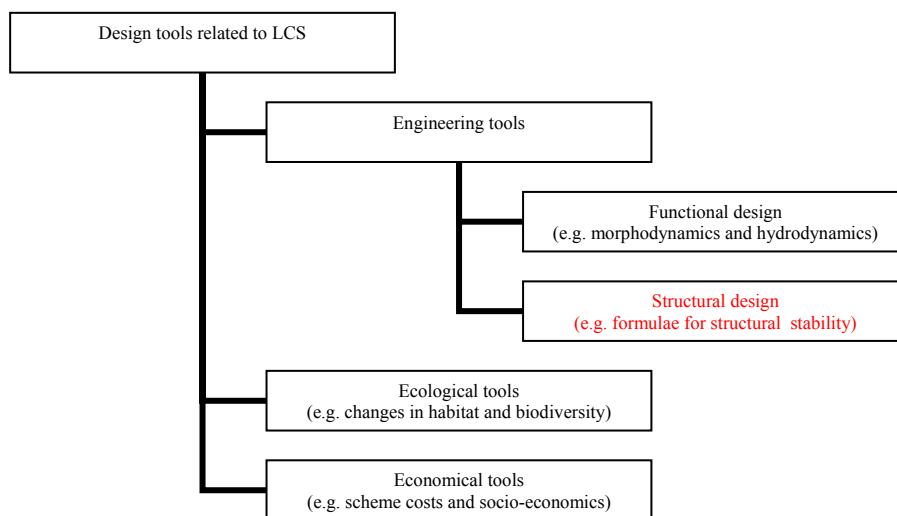 Design tools related to LCS
Engineering tools
Functional design
(e.g. morphodynamics and hydrodynamics)
Structural design
(e.g. formulae for structural stability)
Ecological tools
(e.g. changes in habitat and biodiversity)
Economical tools
(e.g. scheme costs and socio-economics)